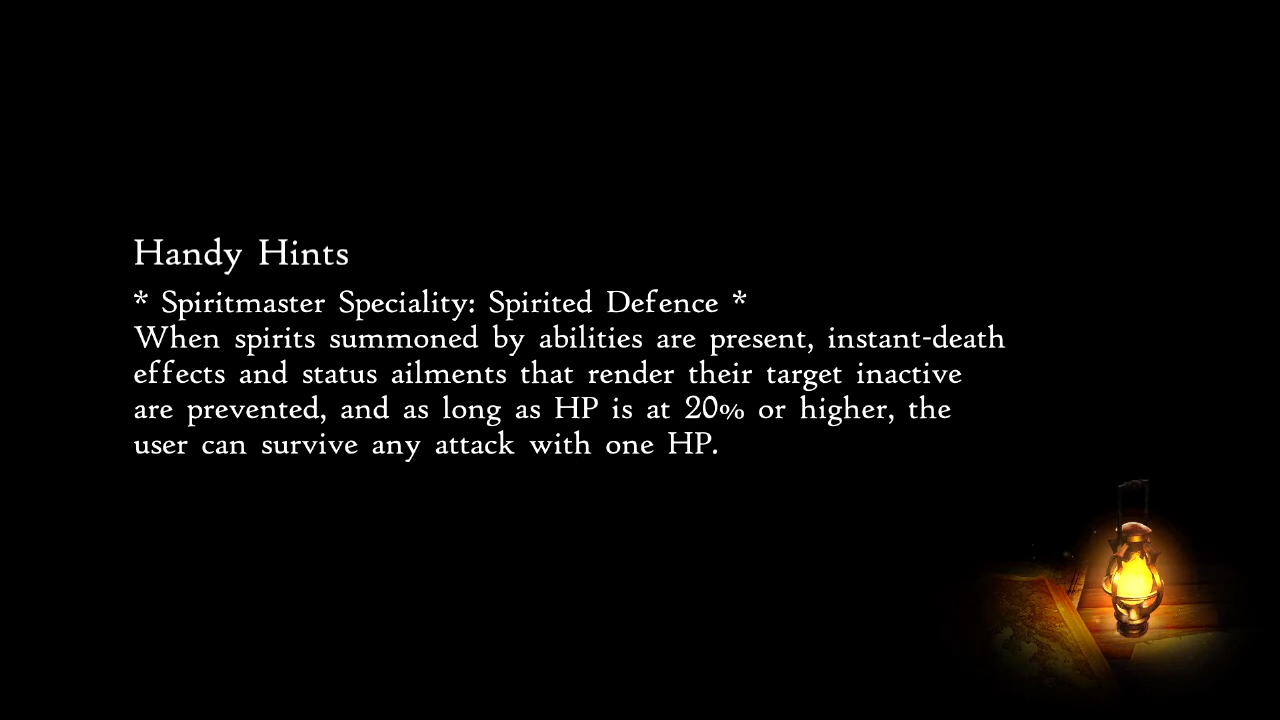 Handy Hints
* Spiritmaster Speciality: Spirited Defence *
When spirits summoned by abilities are present, instant-death
effects and status ailments that render their target inactive
are prevented, and as long as HP is at 20% or higher, the
user can survive any attack with one HP.